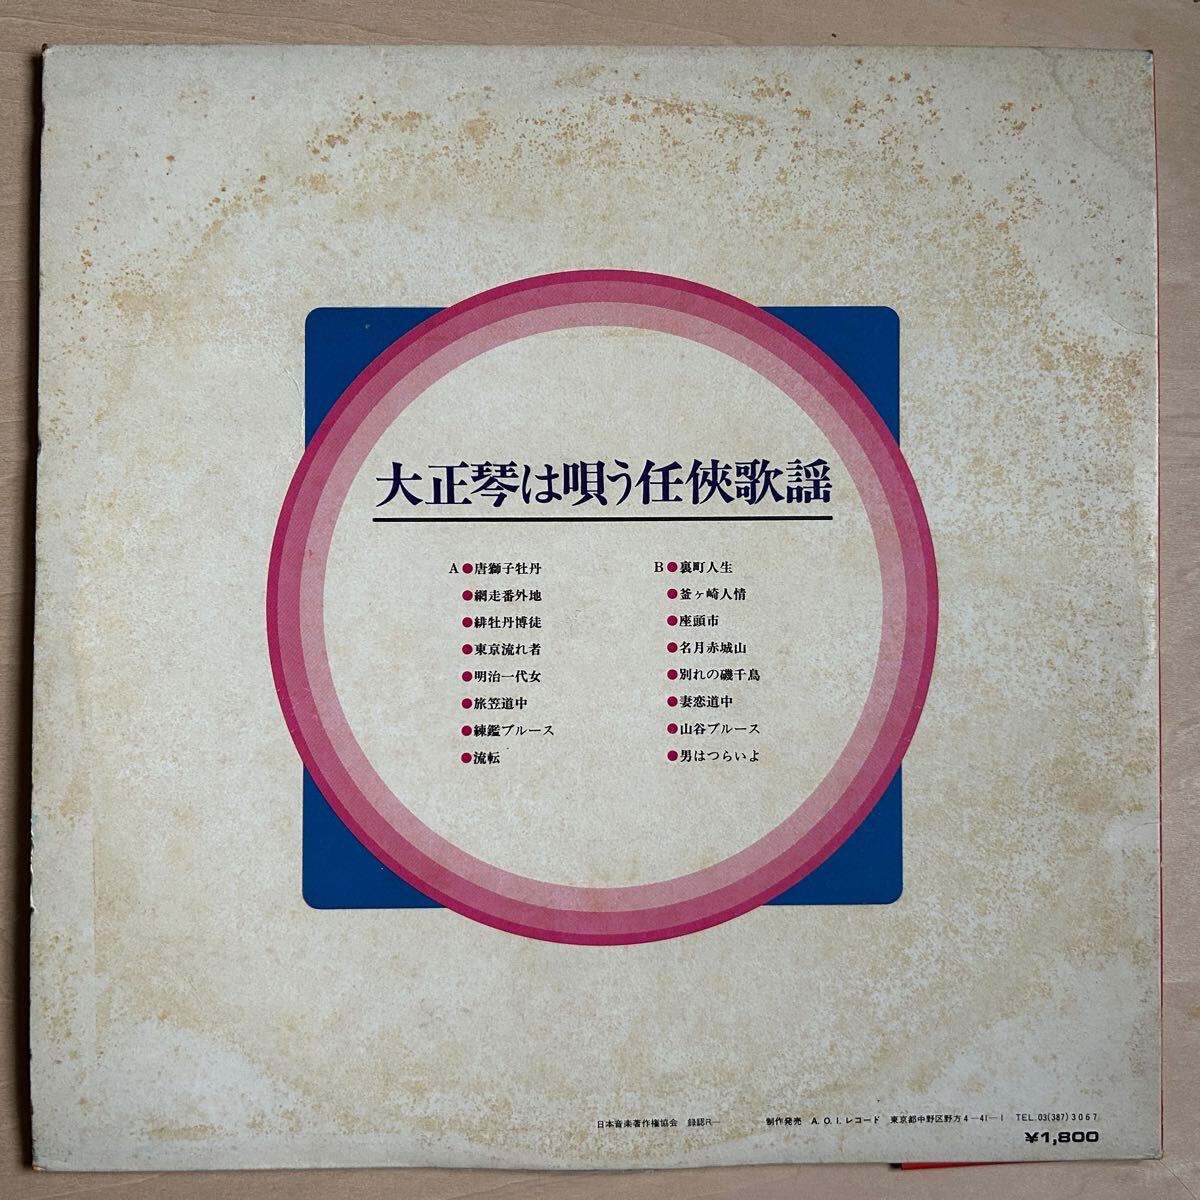 大正琴は唄う任俠歌謡
A●唐獅子牡丹
●網走番外地
●緋牡丹博徒
●東京流れ者
●明治一代女
●旅笠道中
●練鑑ブルース
●流転
B●裏町人生
●釜ヶ崎人情
●座頭市
●名月赤城山
●別れの磯千鳥
●妻恋道中
●山谷ブルース
●男はつらいよ
日本音楽著作権協会 録認R― 制作発売 A.O.I.レコード 東京都中野区野方4―41―1 TEL.03(387)3067
¥1,800